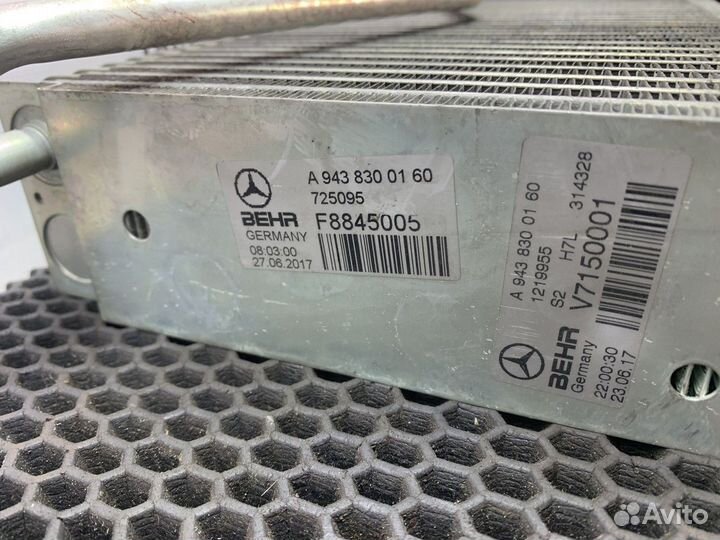 A 943 830 01 60
725095
BEHR F8845005
GERMANY
08:03:00
27.06.2017
A 943 830 01 60
1219955
S2 H7L 314328
V7150001
BEHR
Germany
22:00:30
23.06.17
Avito